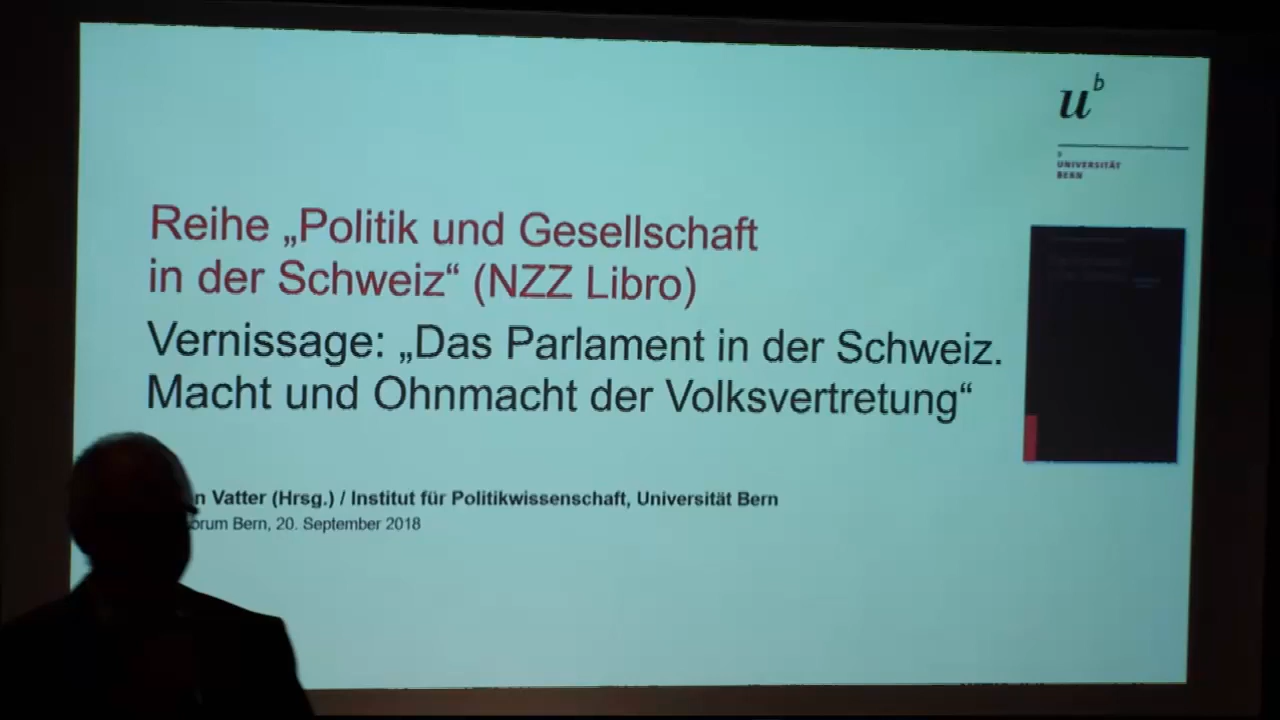 u
b
b
UNIVERSITÄT
BERN
Reihe „Politik und Gesellschaft
in der Schweiz“ (NZZ Libro)
Vernissage: „Das Parlament in der Schweiz.
Macht und Ohnmacht der Volksvertretung“
n Vatter (Hrsg.) / Institut für Politikwissenschaft, Universität Bern
orum Bern, 20. September 2018